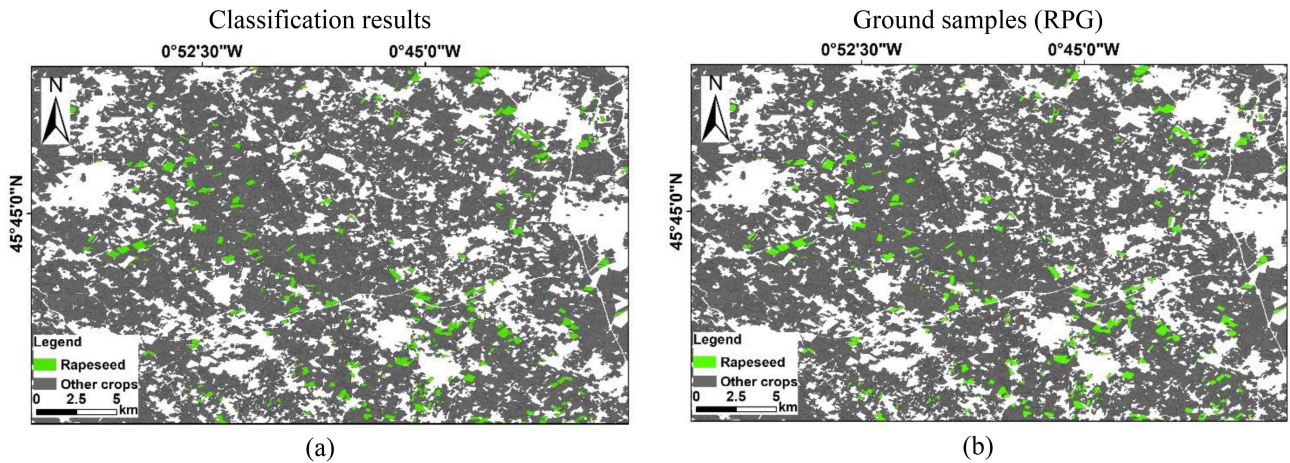 Classification results
0°52'30"W 0°45'0"W
N
45°45'0"N
Legend
Rapeseed
Other crops
0 2.5 5
km
(a)
Ground samples (RPG)
0°52'30"W 0°45'0"W
N
45°45'0"N
Legend
Rapeseed
Other crops
0 2.5 5
km
(b)